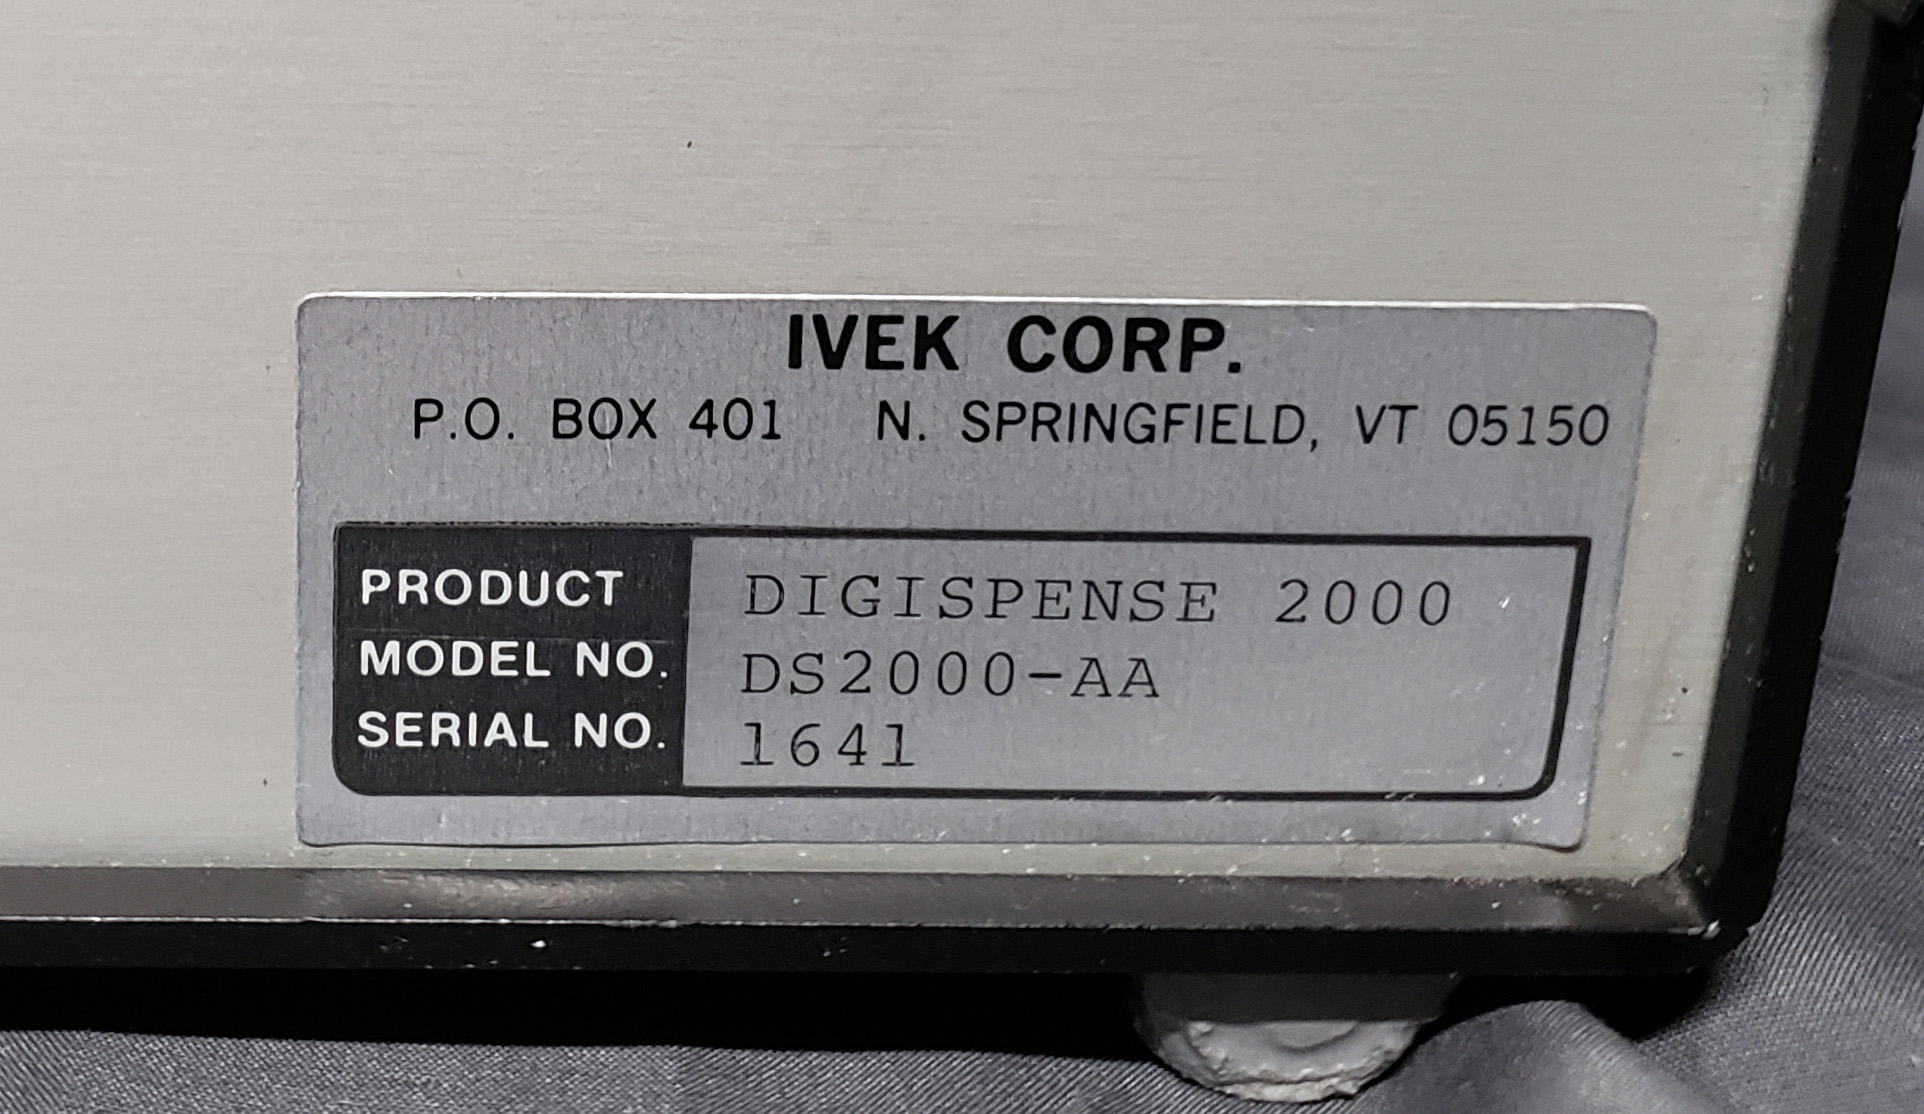 IVEK CORP.
P.O. BOX 401 N. SPRINGFIELD, VT 05150
PRODUCT DIGISPENSE 2000
MODEL NO. DS2000-AA
SERIAL NO. 1641